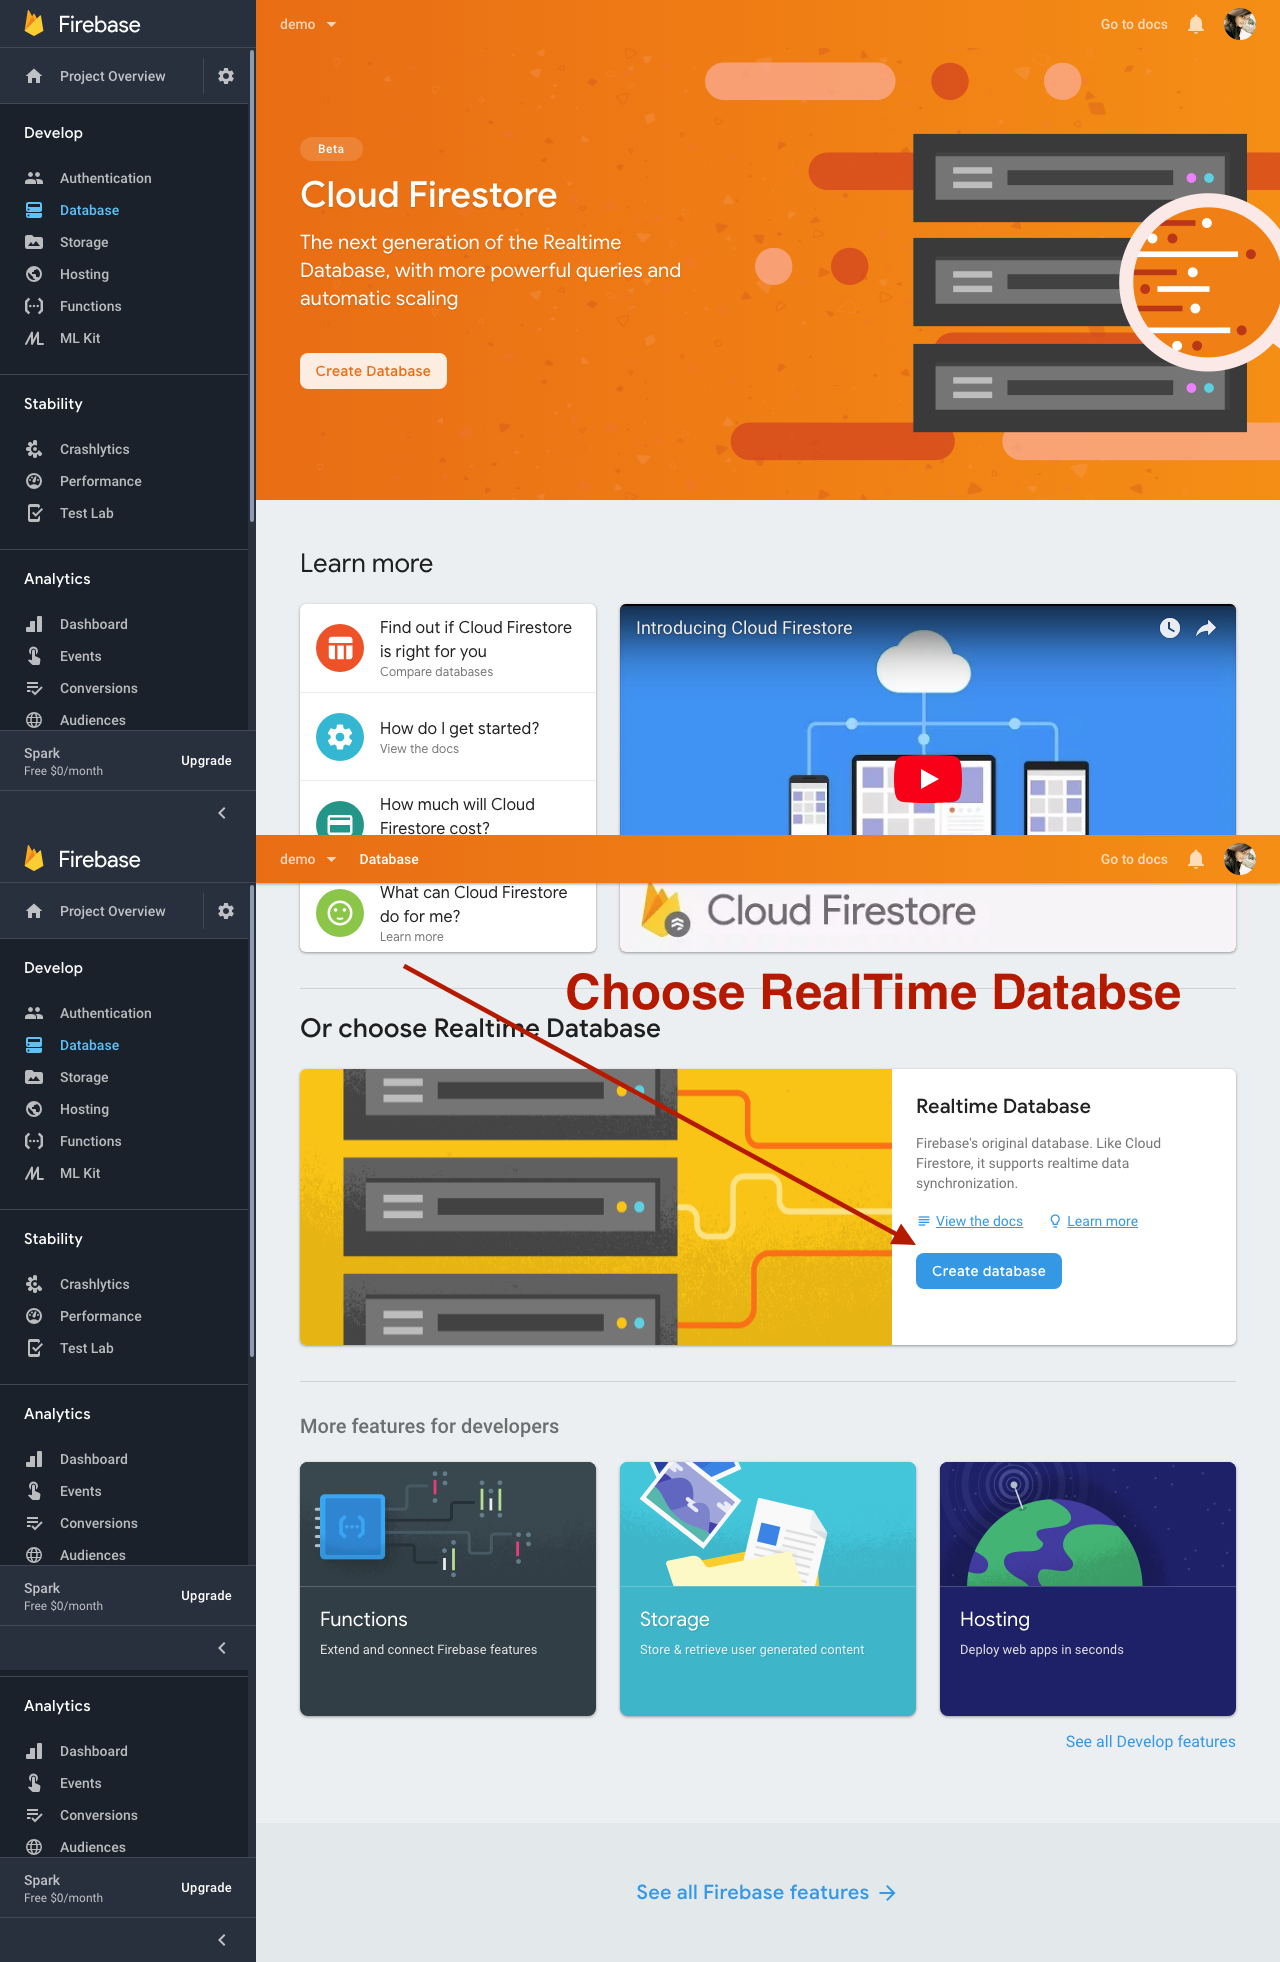 Firebase
demo
Go to docs
Project Overview
Develop
Authentication
Database
Storage
Hosting
Functions
ML Kit
Stability
Crashlytics
Performance
Test Lab
Analytics
Dashboard
Events
Conversions
Audiences
Spark
Free $0/month
Upgrade
Beta
Cloud Firestore
The next generation of the Realtime
Database, with more powerful queries and
automatic scaling
Create Database
Learn more
Find out if Cloud Firestore
is right for you
Compare databases
How do I get started?
View the docs
How much will Cloud
Firestore cost?
Introducing Cloud Firestore
Firebase
demo
Database
Go to docs
Project Overview
Develop
Authentication
Database
Storage
Hosting
Functions
ML Kit
Stability
Crashlytics
Performance
Test Lab
Analytics
Dashboard
Events
Conversions
Audiences
Spark
Free $0/month
Upgrade
What can Cloud Firestore
do for me?
Learn more
Cloud Firestore
Choose RealTime Databse
Or choose Realtime Database
Realtime Database
Firebase's original database. Like Cloud
Firestore, it supports realtime data
synchronization.
View the docs
Learn more
Create database
More features for developers
Functions
Extend and connect Firebase features
Storage
Store & retrieve user generated content
Hosting
Deploy web apps in seconds
See all Develop features
Analytics
Dashboard
Events
Conversions
Audiences
Spark
Free $0/month
Upgrade
See all Firebase features